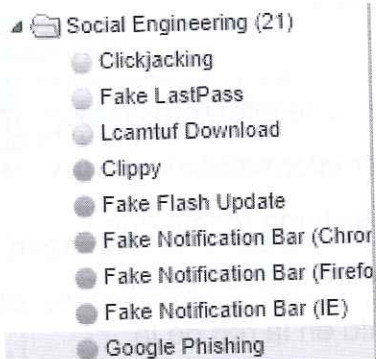 Social Engineering (21)
Clickjacking
Fake LastPass
Lcamtuf Download
Clippy
Fake Flash Update
Fake Notification Bar (Chror
Fake Notification Bar (Firefo
Fake Notification Bar (IE)
Google Phishing